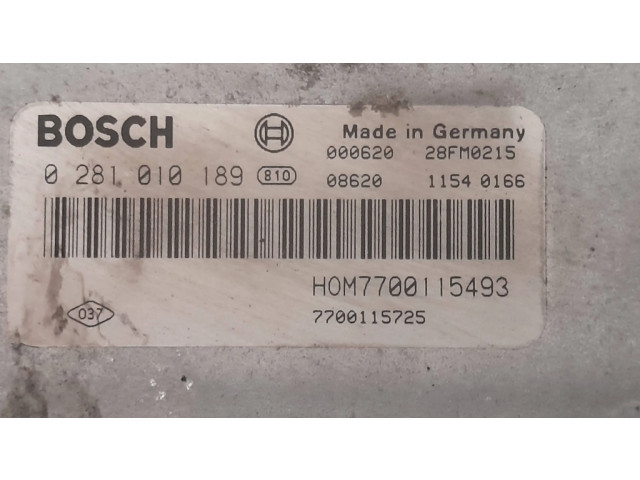 BOSCH
Made in Germany
000620 28FM0215
0 281 010 189 810
08620 1154 0166
HOM7700115493
037
7700115725